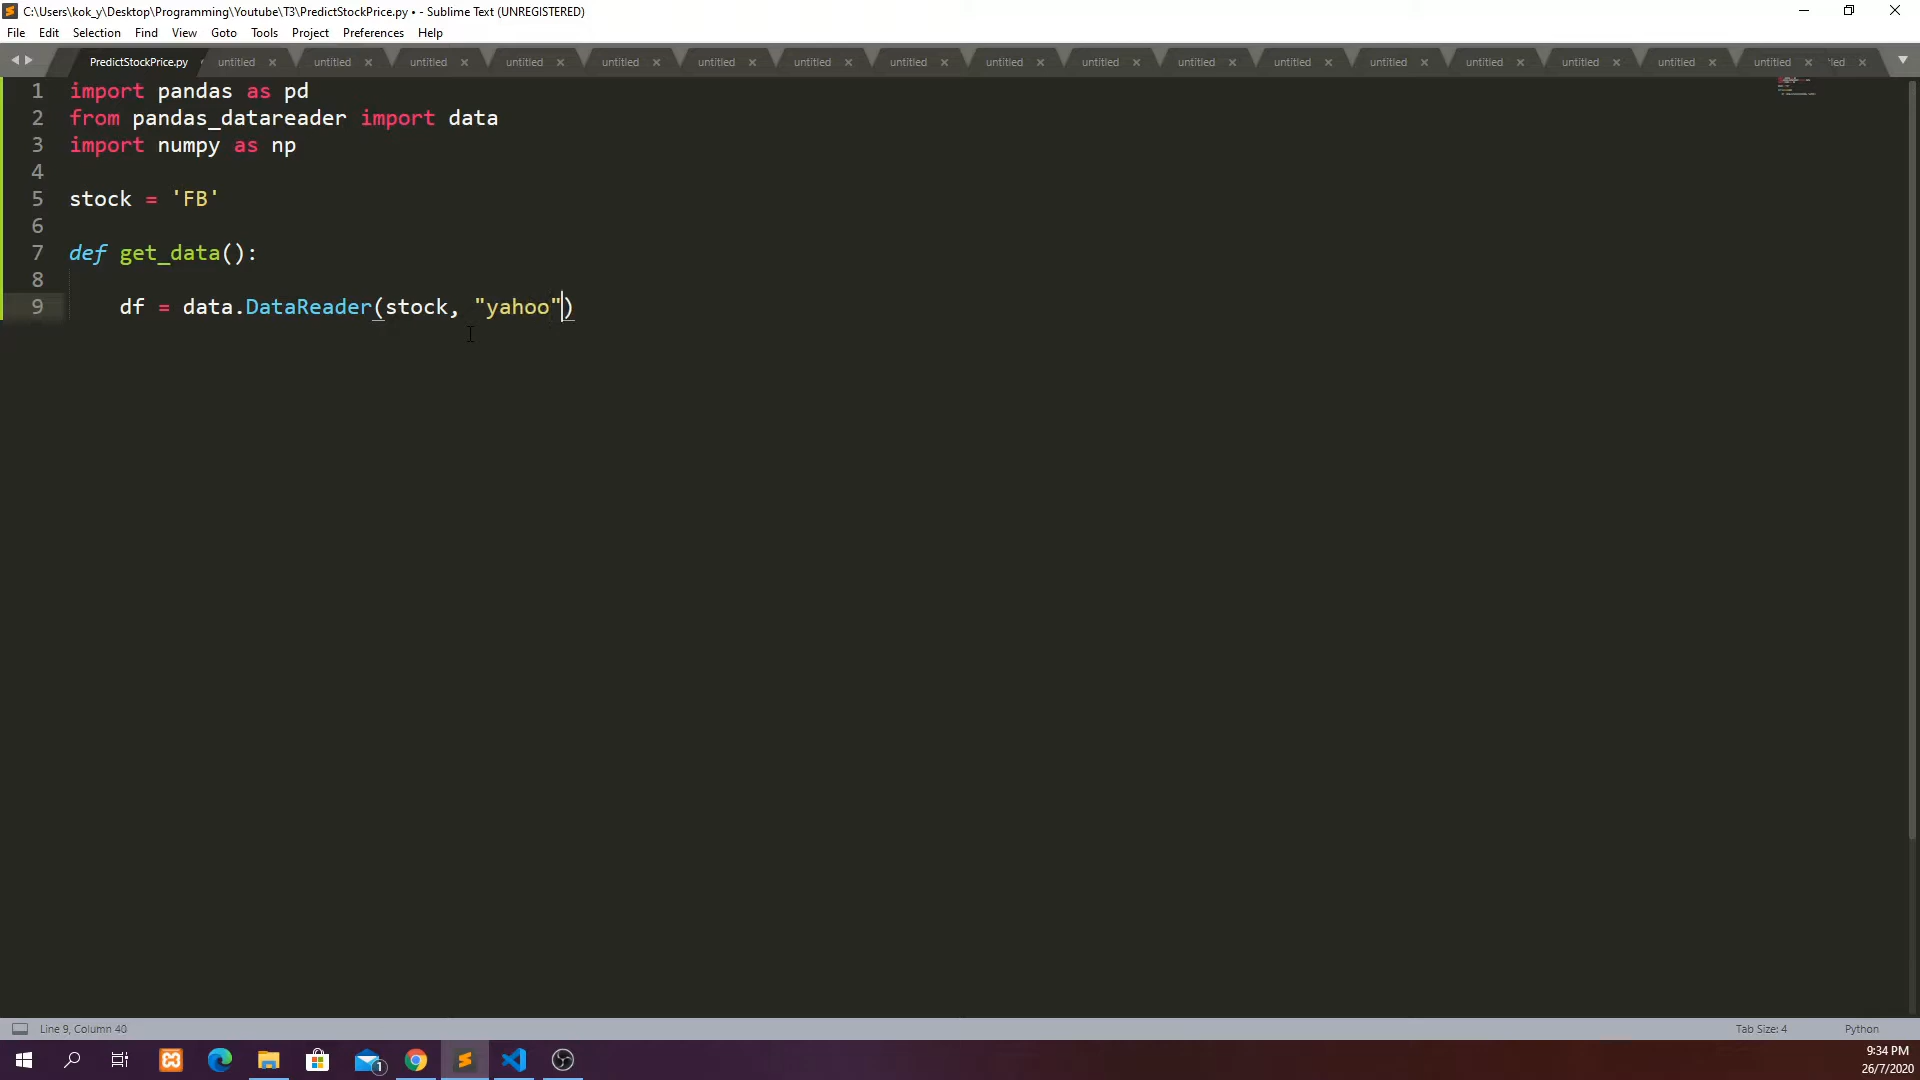 C:\Users\kok_y\Desktop\Programming\Youtube\T3\PredictStockPrice.py • - Sublime Text (UNREGISTERED)
File Edit Selection Find View Goto Tools Project Preferences Help
PredictStockPrice.py untitled untitled untitled untitled untitled untitled untitled untitled untitled untitled untitled untitled untitled untitled untitled untitled untitled
1 import pandas as pd
2 from pandas_datareader import data
3 import numpy as np
4
5 stock = 'FB'
6
7 def get_data():
8
9 df = data.DataReader(stock, "yahoo")
Line 9, Column 40 Tab Size: 4 Python
1
9:34 PM
26/7/2020